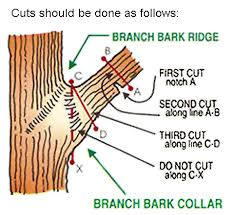 Cuts should be done as follows:
BRANCH BARK RIDGE
B
C
FIRST CUT
notch A
A
SECOND CUT
along line A-B
D
THIRD CUT
along line C-D
X
DO NOT CUT
along C-X
BRANCH BARK COLLAR